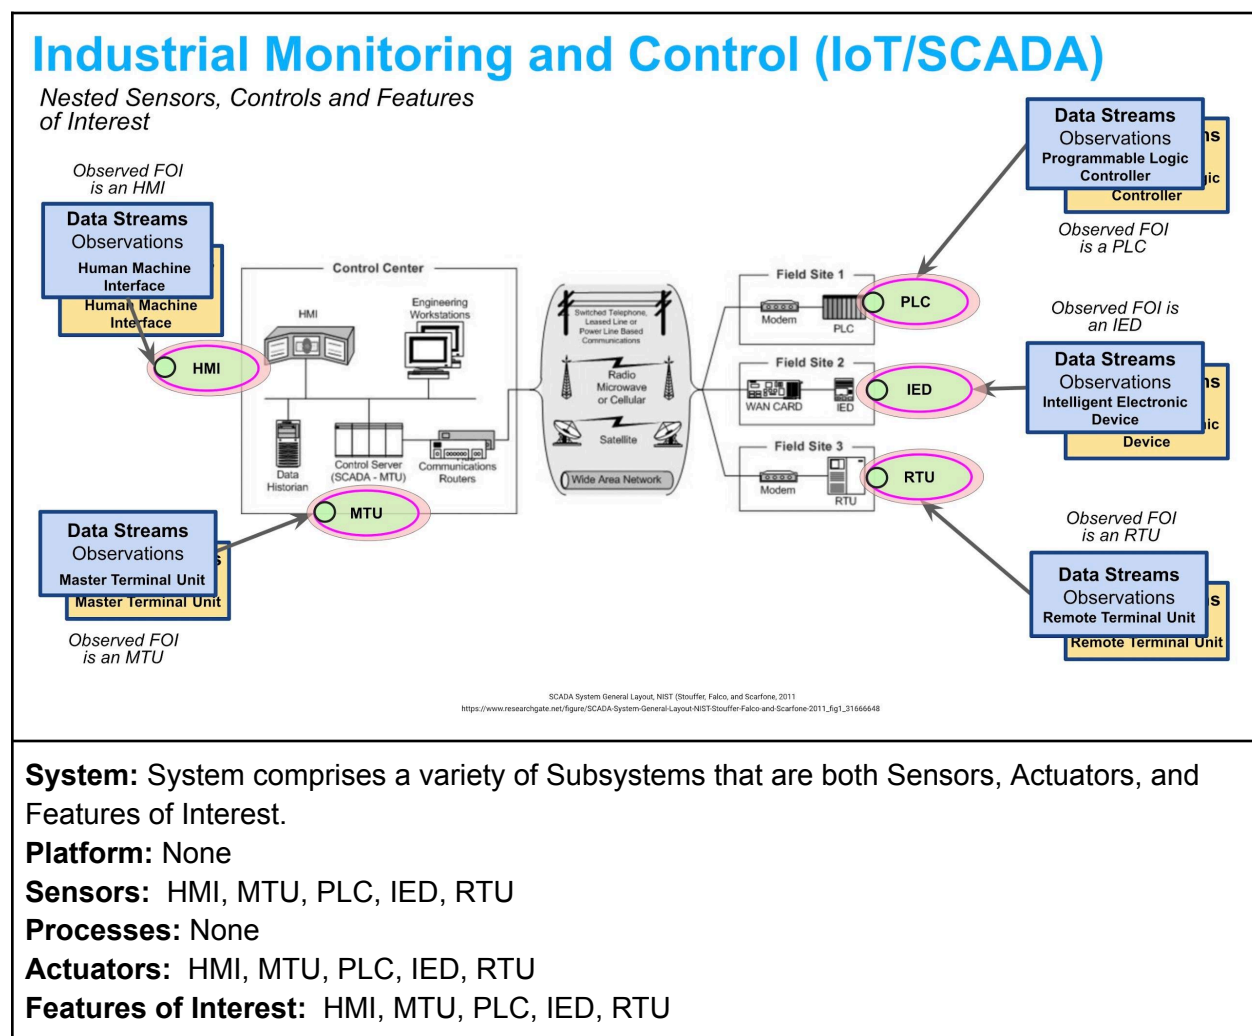 Industrial Monitoring and Control (IoT/SCADA)
Nested Sensors, Controls and Features
of Interest
Observed FOI
is an HMI
Data Streams
Observations
Human Machine
Interface
Human Machine
Interface
HMI
Control Center
HMI
Engineering
Workstations
Data
Historian
Control Server
(SCADA - MTU)
Communications
Routers
MTU
Data Streams
Observations
Master Terminal Unit
Master Terminal Unit
Observed FOI
is an MTU
Switched Telephone,
Leased Line or
Power Line Based
Communications
Radio
Microwave
or Cellular
Satellite
Wide Area Network
Field Site 1
Modem
PLC
PLC
Field Site 2
WAN CARD
IED
IED
Field Site 3
Modem
RTU
RTU
Data Streams
Observations
Programmable Logic
Controller
Controller
Observed FOI
is a PLC
Observed FOI is
an IED
Data Streams
Observations
Intelligent Electronic
Device
Device
Observed FOI
is an RTU
Data Streams
Observations
Remote Terminal Unit
Remote Terminal Unit
SCADA System General Layout, NIST (Stouffer, Falco, and Scarfone, 2011
https://www.researchgate.net/figure/SCADA-System-General-Layout-NIST-Stouffer-Falco-and-Scarfone-2011_fig1_31666648
System: System comprises a variety of Subsystems that are both Sensors, Actuators, and
Features of Interest.
Platform: None
Sensors: HMI, MTU, PLC, IED, RTU
Processes: None
Actuators: HMI, MTU, PLC, IED, RTU
Features of Interest: HMI, MTU, PLC, IED, RTU